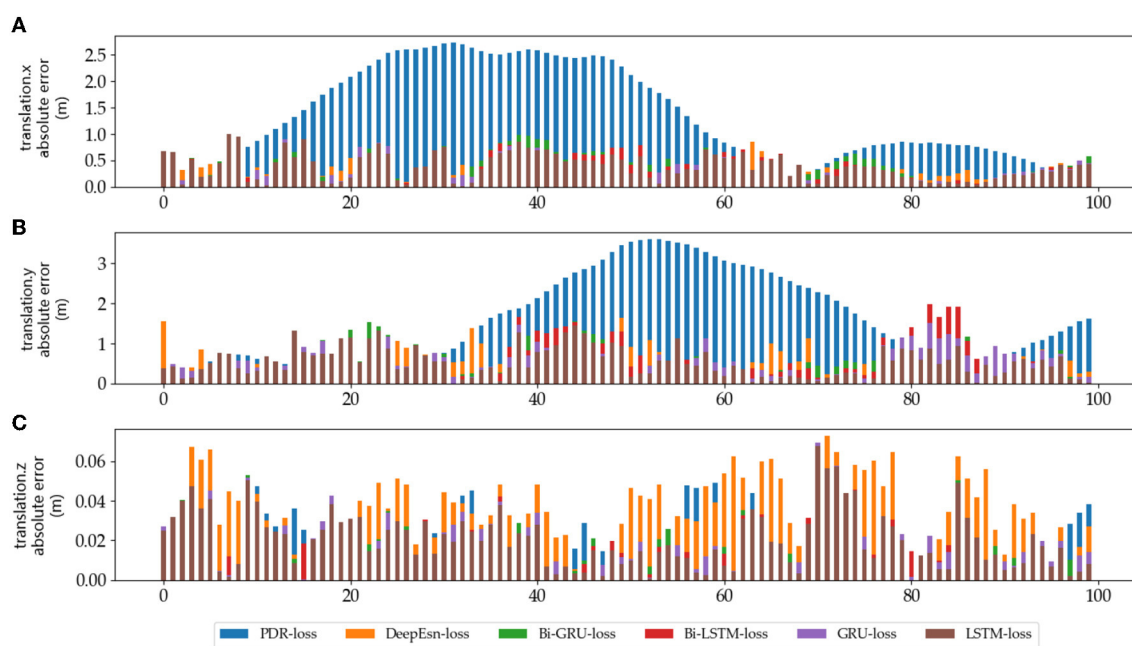 A
translation.x
absolute error
(m)
2.5
2.0
1.5
1.0
0.5
0.0
0 20 40 60 80 100
B
translation.y
absolute error
(m)
3
2
1
0
0 20 40 60 80 100
C
translation.z
absolute error
(m)
0.06
0.04
0.02
0.00
0 20 40 60 80 100
PDR-loss DeepEsn-loss Bi-GRU-loss Bi-LSTM-loss GRU-loss LSTM-loss